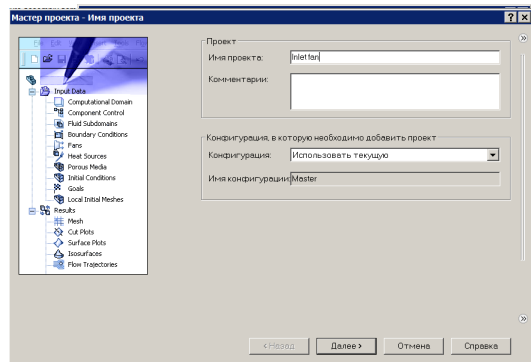 Мастер проекта - Имя проекта
Проект
Имя проекта:
Inlet fan
Комментарии:
Конфигурация, в которую необходимо добавить проект
Конфигурация:
Использовать текущую
Имя конфигурации:
Master
Input Data
Computational Domain
Component Control
Fluid Subdomains
Boundary Conditions
Fans
Heat Sources
Porous Media
Initial Conditions
Goals
Local Initial Meshes
Results
Mesh
Cut Plots
Surface Plots
Isosurfaces
Flow Trajectories
<Назад
Далее >
Отмена
Справка